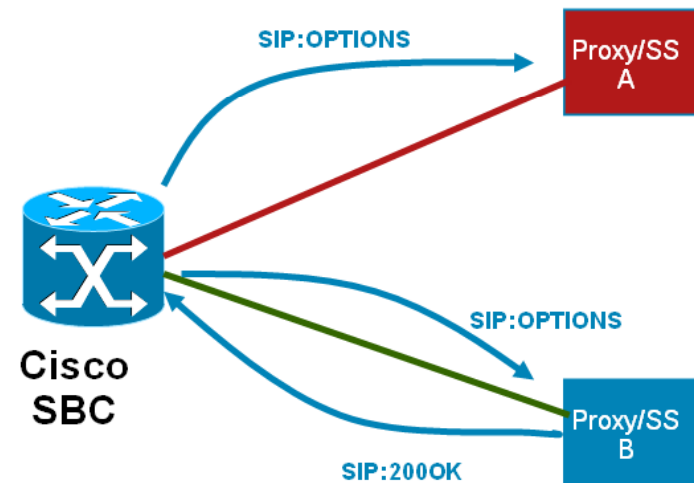 SIP:OPTIONS
Proxy/SS
A
SIP:OPTIONS
Cisco
SBC
Proxy/SS
B
SIP:200OK